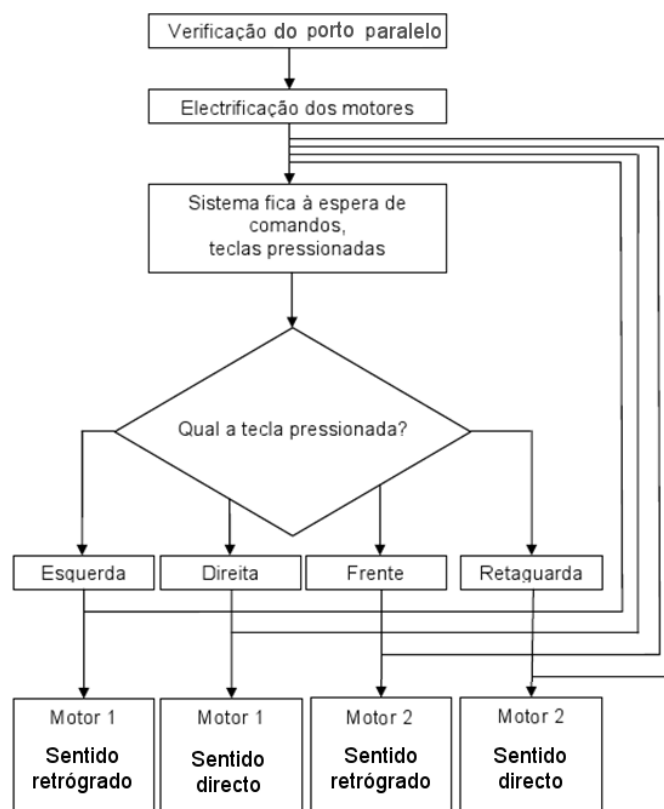 Verificação do porto paralelo
Electrificação dos motores
Sistema fica à espera de
comandos,
teclas pressionadas
Qual a tecla pressionada?
Esquerda
Direita
Frente
Retaguarda
Motor 1
Sentido
retrógrado
Motor 1
Sentido
directo
Motor 2
Sentido
retrógrado
Motor 2
Sentido
directo